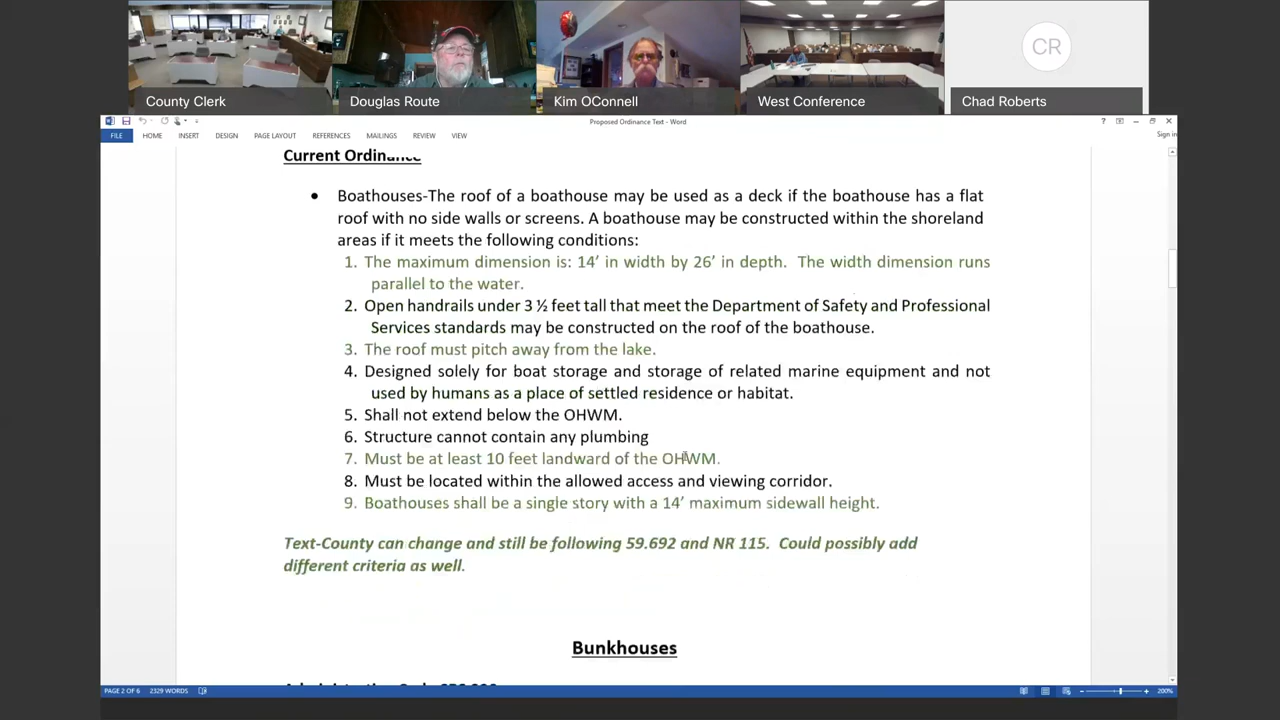 CR
County Clerk
Douglas Route
Kim OConnell
West Conference
Chad Roberts
Proposed Ordinance Text - Word
FILE HOME INSERT DESIGN PAGE LAYOUT REFERENCES MAILINGS REVIEW VIEW
Sign in
Current Ordinance
• Boathouses-The roof of a boathouse may be used as a deck if the boathouse has a flat
roof with no side walls or screens. A boathouse may be constructed within the shoreland
areas if it meets the following conditions:
1. The maximum dimension is: 14’ in width by 26’ in depth. The width dimension runs
parallel to the water.
2. Open handrails under 3 ½ feet tall that meet the Department of Safety and Professional
Services standards may be constructed on the roof of the boathouse.
3. The roof must pitch away from the lake.
4. Designed solely for boat storage and storage of related marine equipment and not
used by humans as a place of settled residence or habitat.
5. Shall not extend below the OHWM.
6. Structure cannot contain any plumbing
7. Must be at least 10 feet landward of the OHWM.
8. Must be located within the allowed access and viewing corridor.
9. Boathouses shall be a single story with a 14’ maximum sidewall height.
Text-County can change and still be following 59.692 and NR 115. Could possibly add
different criteria as well.
Bunkhouses
PAGE 2 OF 6 2329 WORDS
200%